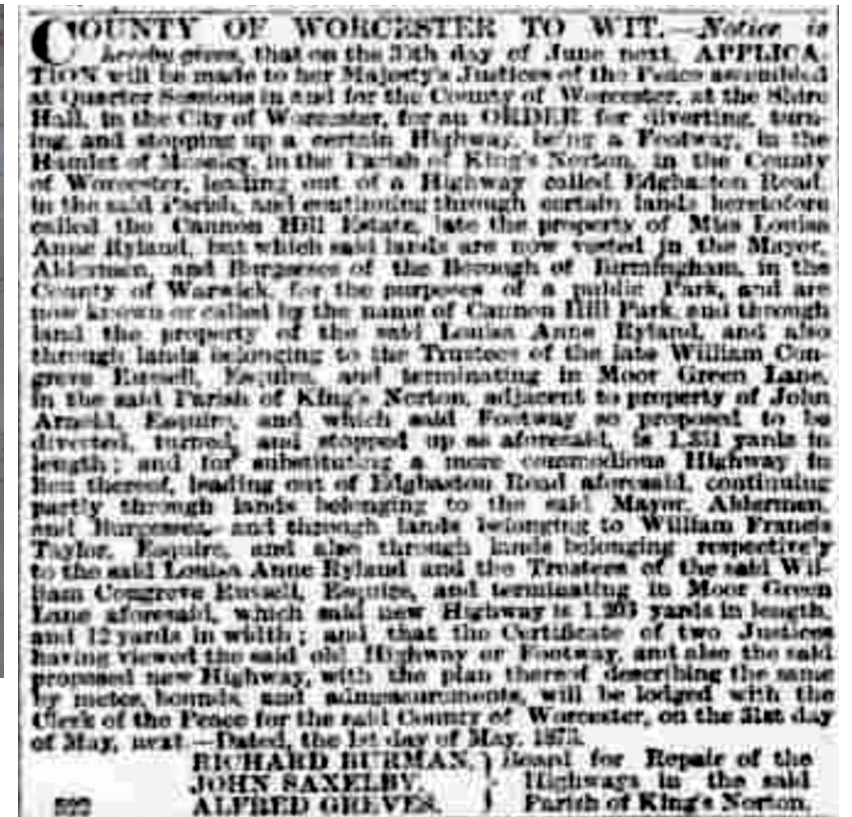 COUNTY OF WORCESTER TO WIT.—Notice is
hereby given, that on the 30th day of June next, APPLICA-
TION will be made to her Majesty's Justices of the Peace assembled
at Quarter Sessions in and for the County of Worcester, at the Shire
Hall, in the City of Worcester, for an ORDER for diverting, turn-
ing, and stopping up a certain Highway, being a Footway, in the
Hamlet of Moseley, in the Parish of King's Norton, in the County
of Worcester, leading out of a Highway called Edgbaston Road,
in the said Parish, and continuing through certain lands heretofore
called the Cannon Hill Estate, late the property of Miss Louisa
Anne Ryland, but which said lands are now vested in the Mayor,
Aldermen, and Burgesses of the Borough of Birmingham, in the
County of Warwick, for the purposes of a public Park, and are
now known or called by the name of Cannon Hill Park, and through
land the property of the said Louisa Anne Ryland, and also
through lands belonging to the Trustees of the late William Con-
greve Russell, Esquire, and terminating in Moor Green Lane,
in the said Parish of King's Norton, adjacent to property of John
Arnold, Esquire, and which said Footway so proposed to be
diverted, turned, and stopped up as aforesaid, is yards in
length; and for substituting a more commodious Highway in
lieu thereof, leading out of Edgbaston Road aforesaid, continuing
partly through lands belonging to the said Mayor, Aldermen,
and Burgesses, and through lands belonging to William Francis
Taylor, Esquire, and also through lands belonging respective'y
to the said Louisa Anne Ryland and the Trustees of the said Wil-
liam Congreve Russell, Esquire, and terminating in Moor Green
Lane aforesaid, which said new Highway is yards in length,
and 12 yards in width; and that the Certificate of two Justices
having viewed the said old Highway or Footway, and also the said
proposed new Highway, with the plan thereof describing the same
by metes, bounds, and admeasurements, will be lodged with the
Clerk of the Peace for the said County of Worcester, on the 31st day
of May, next.—Dated, the 1st day of May, 1873.
RICHARD BURMAN, } Board for Repair of the
JOHN SAXELBY, } Highways in the said
ALFRED GREVES, } Parish of King's Norton.